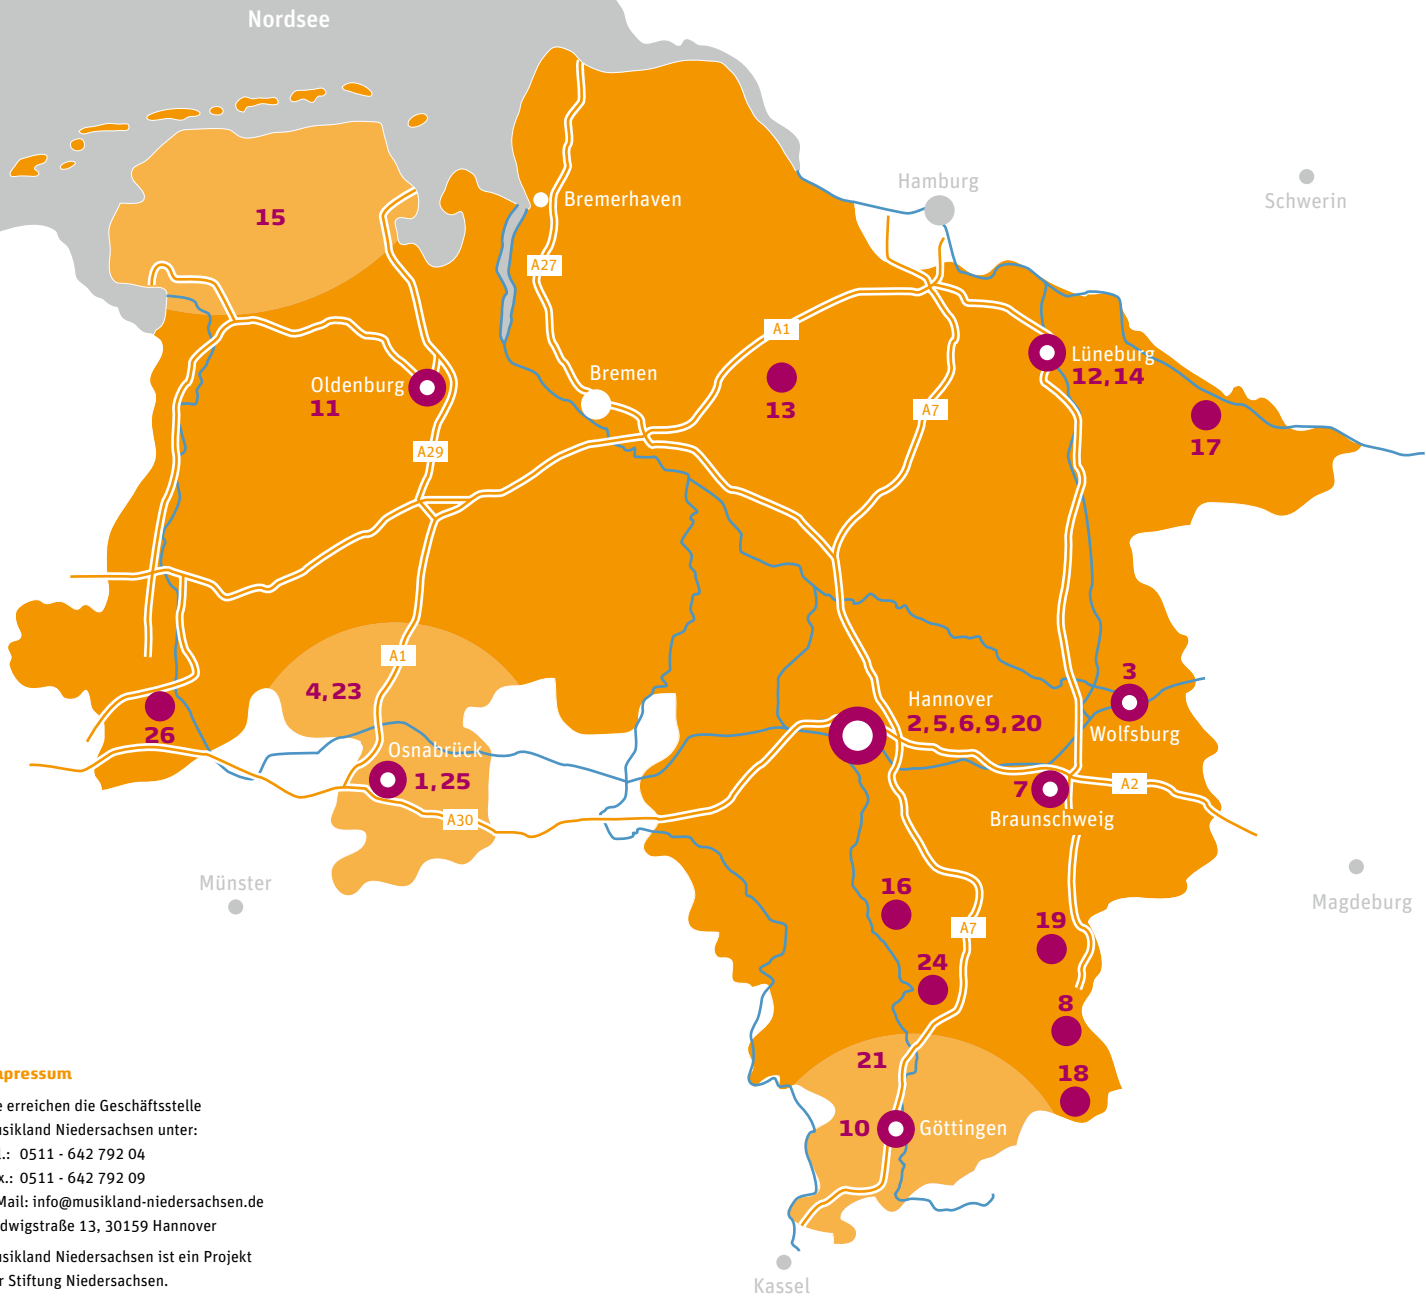 Nordsee
Hamburg
Schwerin
Bremerhaven
15
A27
A1
Lüneburg
12, 14
Bremen
Oldenburg
11
13
A7
17
A29
A1
4, 23
3
Wolfsburg
Hannover
2, 5, 6, 9, 20
26
Osnabrück
1, 25
A30
7
Braunschweig
A2
Münster
Magdeburg
16
A7
19
24
8
21
18
10
Göttingen
Kassel
mpressum
e erreichen die Geschäftsstelle
usikland Niedersachsen unter:
l.: 0511 - 642 792 04
x.: 0511 - 642 792 09
Mail: info@musikland-niedersachsen.de
dwigstraße 13, 30159 Hannover
usikland Niedersachsen ist ein Projekt
r Stiftung Niedersachsen.